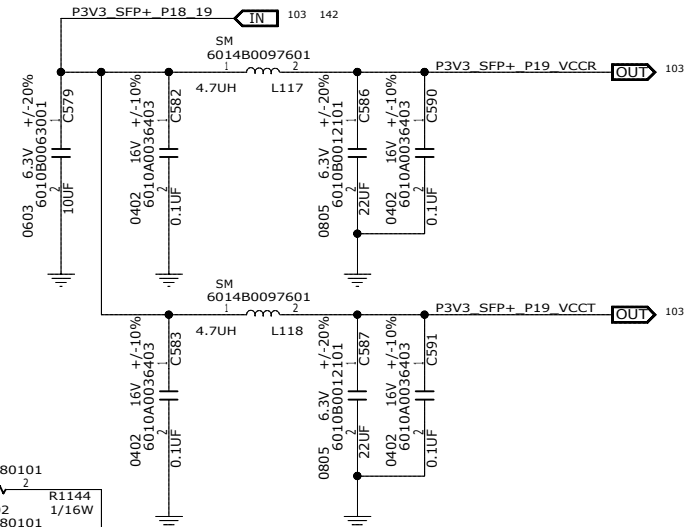 P3V3_SFP+_P18_19
IN
103 142
SM
6014B0097601
1 2
4.7UH L117
P3V3_SFP+_P19_VCCR
OUT
103
C579
6.3V +/-20%
6010B0063001
1
2
10UF
0603
C582
16V +/-10%
6010A0036403
1
2
0.1UF
0402
C586
6.3V +/-20%
6010B0012101
1
2
22UF
0805
C590
16V +/-10%
6010A0036403
1
2
0.1UF
0402
SM
6014B0097601
1 2
4.7UH L118
P3V3_SFP+_P19_VCCT
OUT
103
C583
16V +/-10%
6010A0036403
1
2
0.1UF
0402
C587
6.3V +/-20%
6010B0012101
1
2
22UF
0805
C591
16V +/-10%
6010A0036403
1
2
0.1UF
0402
80101
2
R1144
1/16W
02
80101